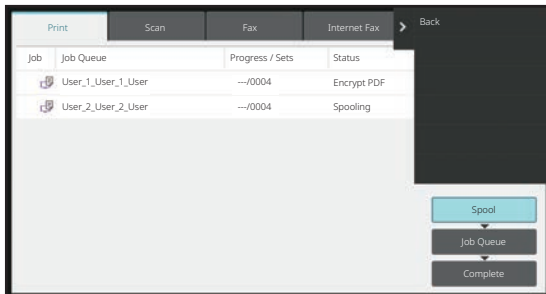 Print Scan Fax Internet Fax Back
Job Job Queue Progress / Sets Status
User_1_User_1_User ---/0004 Encrypt PDF
User_2_User_2_User ---/0004 Spooling
Spool
Job Queue
Complete